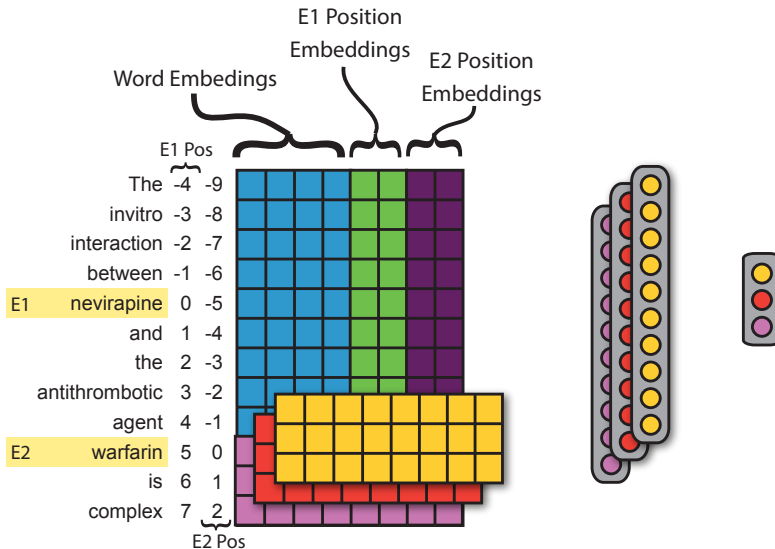 E1 Position
Embeddings
E2 Position
Embeddings
Word Embedings
E1 Pos
The -4 -9
invitro -3 -8
interaction -2 -7
between -1 -6
E1 nevirapine 0 -5
and 1 -4
the 2 -3
antithrombotic 3 -2
agent 4 -1
E2 warfarin 5 0
is 6 1
complex 7 2
E2 Pos